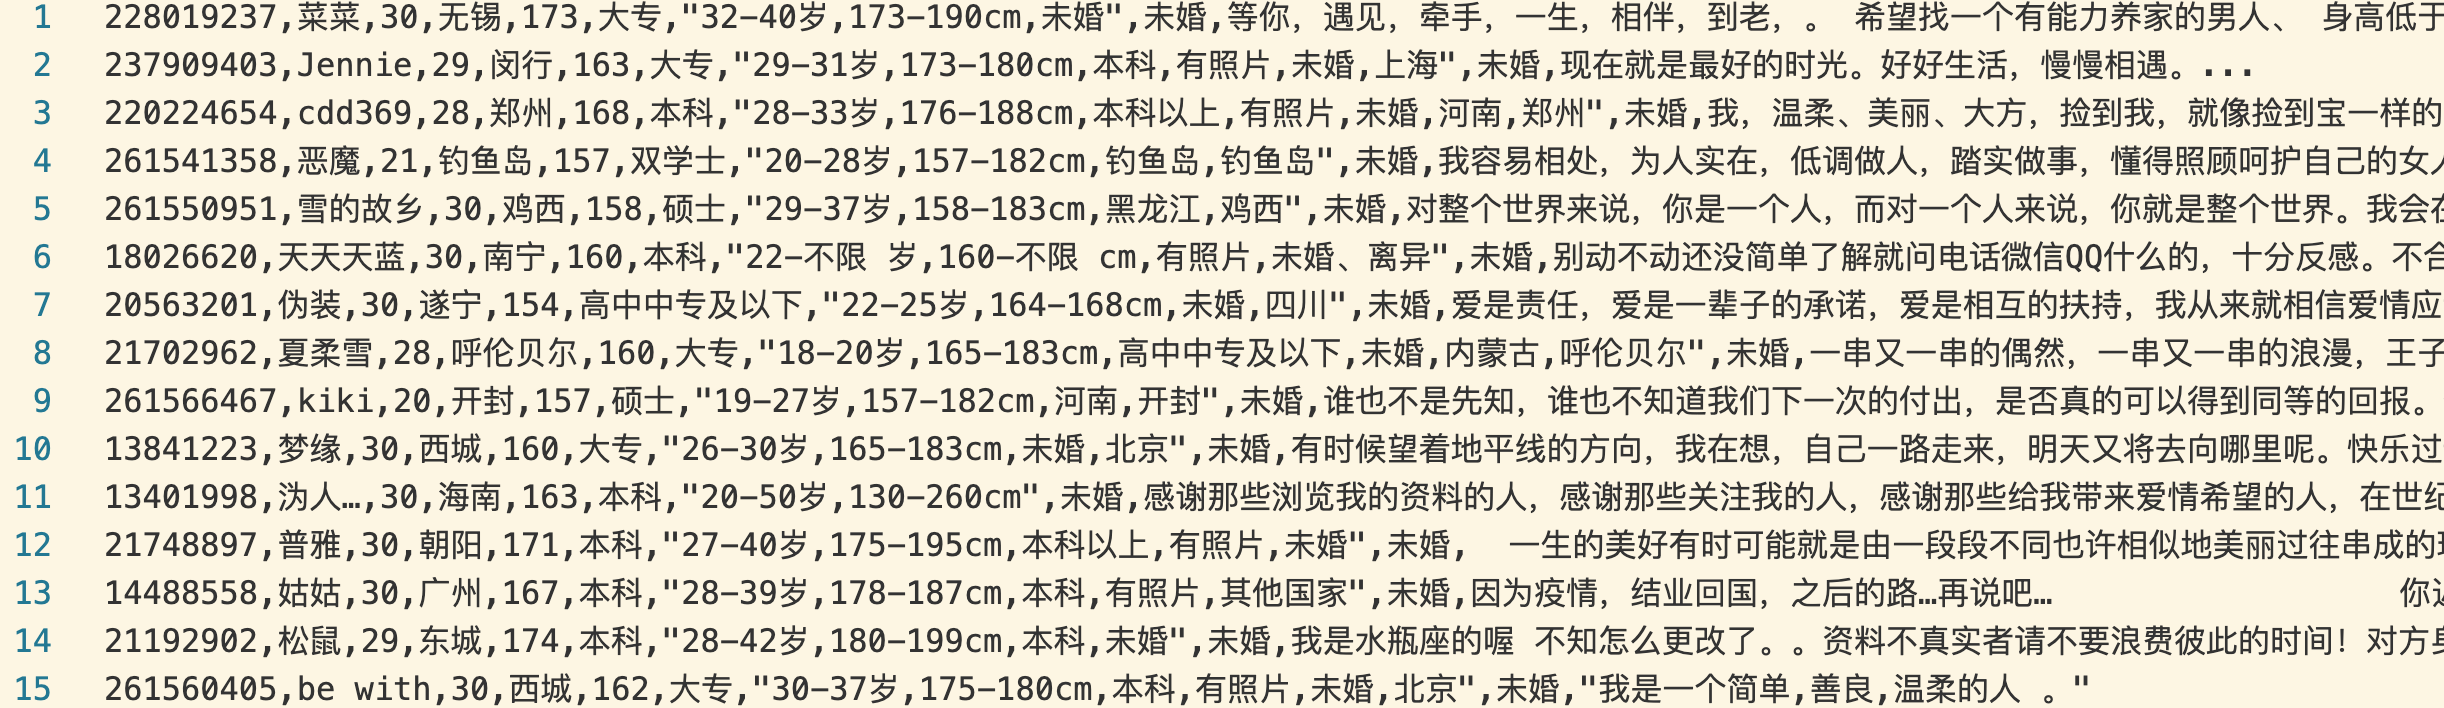 1 228019237,菜菜,30,无锡,173,大专,"32-40岁,173-190cm,未婚",未婚,等你，遇见，牵手，一生，相伴，到老，。 希望找一个有能力养家的男人、 身高低于
2 237909403,Jennie,29,闵行,163,大专,"29-31岁,173-180cm,本科,有照片,未婚,上海",未婚,现在就是最好的时光。好好生活，慢慢相遇。...
3 220224654,cdd369,28,郑州,168,本科,"28-33岁,176-188cm,本科以上,有照片,未婚,河南,郑州",未婚,我，温柔、美丽、大方，捡到我，就像捡到宝一样的
4 261541358,恶魔,21,钓鱼岛,157,双学士,"20-28岁,157-182cm,钓鱼岛,钓鱼岛",未婚,我容易相处，为人实在，低调做人，踏实做事，懂得照顾呵护自己的女人
5 261550951,雪的故乡,30,鸡西,158,硕士,"29-37岁,158-183cm,黑龙江,鸡西",未婚,对整个世界来说，你是一个人，而对一个人来说，你就是整个世界。我会在
6 18026620,天天天蓝,30,南宁,160,本科,"22-不限 岁,160-不限 cm,有照片,未婚、离异",未婚,别动不动还没简单了解就问电话微信QQ什么的，十分反感。不合
7 20563201,伪装,30,遂宁,154,高中中专及以下,"22-25岁,164-168cm,未婚,四川",未婚,爱是责任，爱是一辈子的承诺，爱是相互的扶持，我从来就相信爱情应
8 21702962,夏柔雪,28,呼伦贝尔,160,大专,"18-20岁,165-183cm,高中中专及以下,未婚,内蒙古,呼伦贝尔",未婚,一串又一串的偶然，一串又一串的浪漫，王子
9 261566467,kiki,20,开封,157,硕士,"19-27岁,157-182cm,河南,开封",未婚,谁也不是先知，谁也不知道我们下一次的付出，是否真的可以得到同等的回报。
10 13841223,梦缘,30,西城,160,大专,"26-30岁,165-183cm,未婚,北京",未婚,有时候望着地平线的方向，我在想，自己一路走来，明天又将去向哪里呢。快乐过
11 13401998,沩人…,30,海南,163,本科,"20-50岁,130-260cm",未婚,感谢那些浏览我的资料的人，感谢那些关注我的人，感谢那些给我带来爱情希望的人，在世纪
12 21748897,普雅,30,朝阳,171,本科,"27-40岁,175-195cm,本科以上,有照片,未婚",未婚,  一生的美好有时可能就是由一段段不同也许相似地美丽过往串成的
13 14488558,姑姑,30,广州,167,本科,"28-39岁,178-187cm,本科,有照片,其他国家",未婚,因为疫情，结业回国，之后的路…再说吧… 你
14 21192902,松鼠,29,东城,174,本科,"28-42岁,180-199cm,本科,未婚",未婚,我是水瓶座的喔 不知怎么更改了。。资料不真实者请不要浪费彼此的时间！对方身
15 261560405,be with,30,西城,162,大专,"30-37岁,175-180cm,本科,有照片,未婚,北京",未婚,"我是一个简单,善良,温柔的人 。"